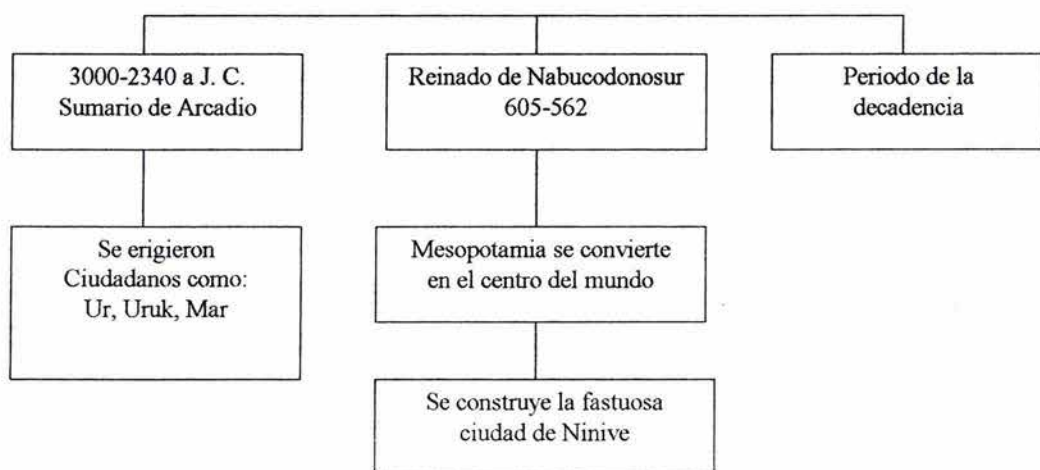 3000-2340 a J. C.
Sumario de Arcadio
Reinado de Nabucodonosur
605-562
Periodo de la
decadencia
Se erigieron
Ciudadanos como:
Ur, Uruk, Mar
Mesopotamia se convierte
en el centro del mundo
Se construye la fastuosa
ciudad de Ninive